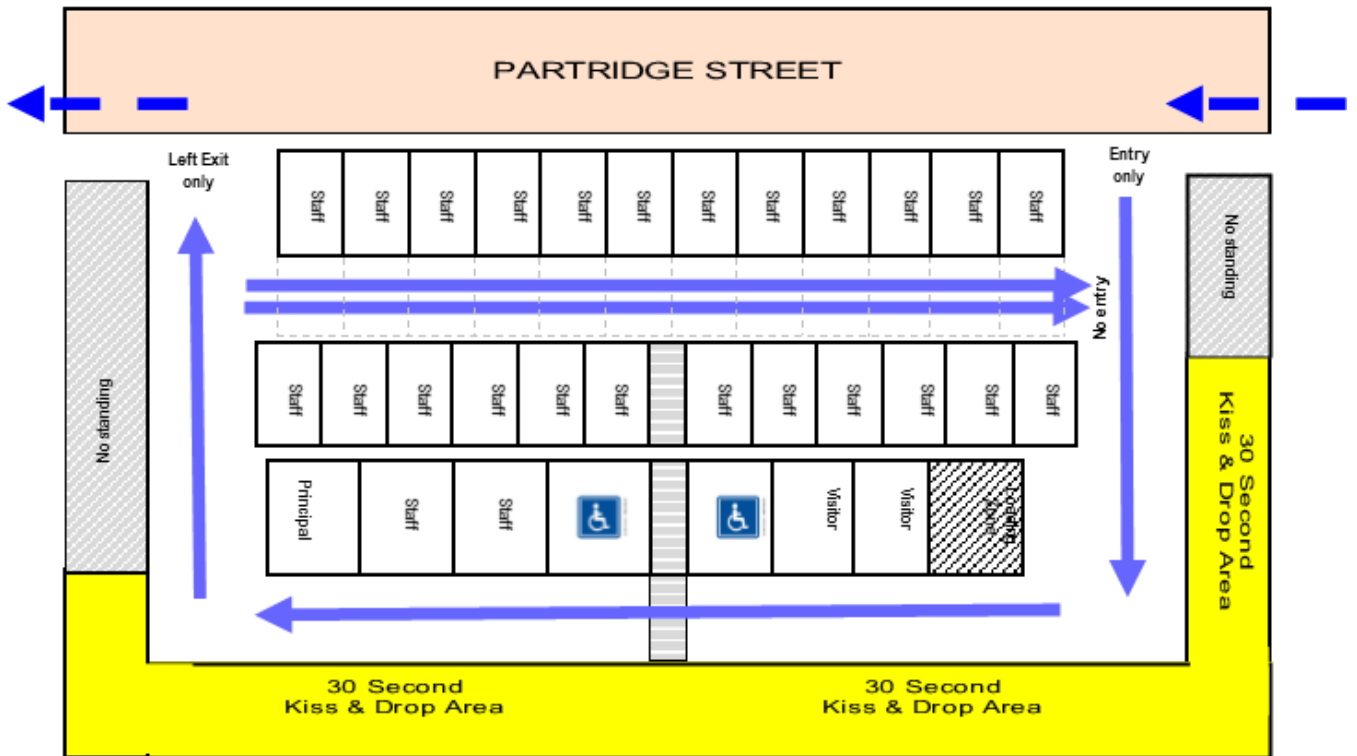 PARTRIDGE STREET
Left Exit
only
Entry
only
Staff
Staff
Staff
Staff
Staff
Staff
Staff
Staff
Staff
Staff
Staff
Staff
No standing
No entry
No standing
Staff
Staff
Staff
Staff
Staff
Staff
Staff
Staff
Staff
Staff
Staff
Staff
30 Second
Kiss & Drop Area
Principal
Staff
Staff
Visitor
Visitor
Loading
Zone
30 Second
Kiss & Drop Area
30 Second
Kiss & Drop Area